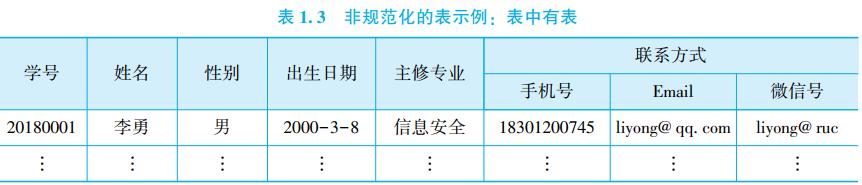 表 1.3 非规范化的表示例：表中有表
学号 姓名 性别 出生日期 主修专业 联系方式
手机号 Email 微信号
20180001 李勇 男 2000-3-8 信息安全 18301200745 liyong@ qq. com liyong@ ruc
⋮ ⋮ ⋮ ⋮ ⋮ ⋮ ⋮ ⋮